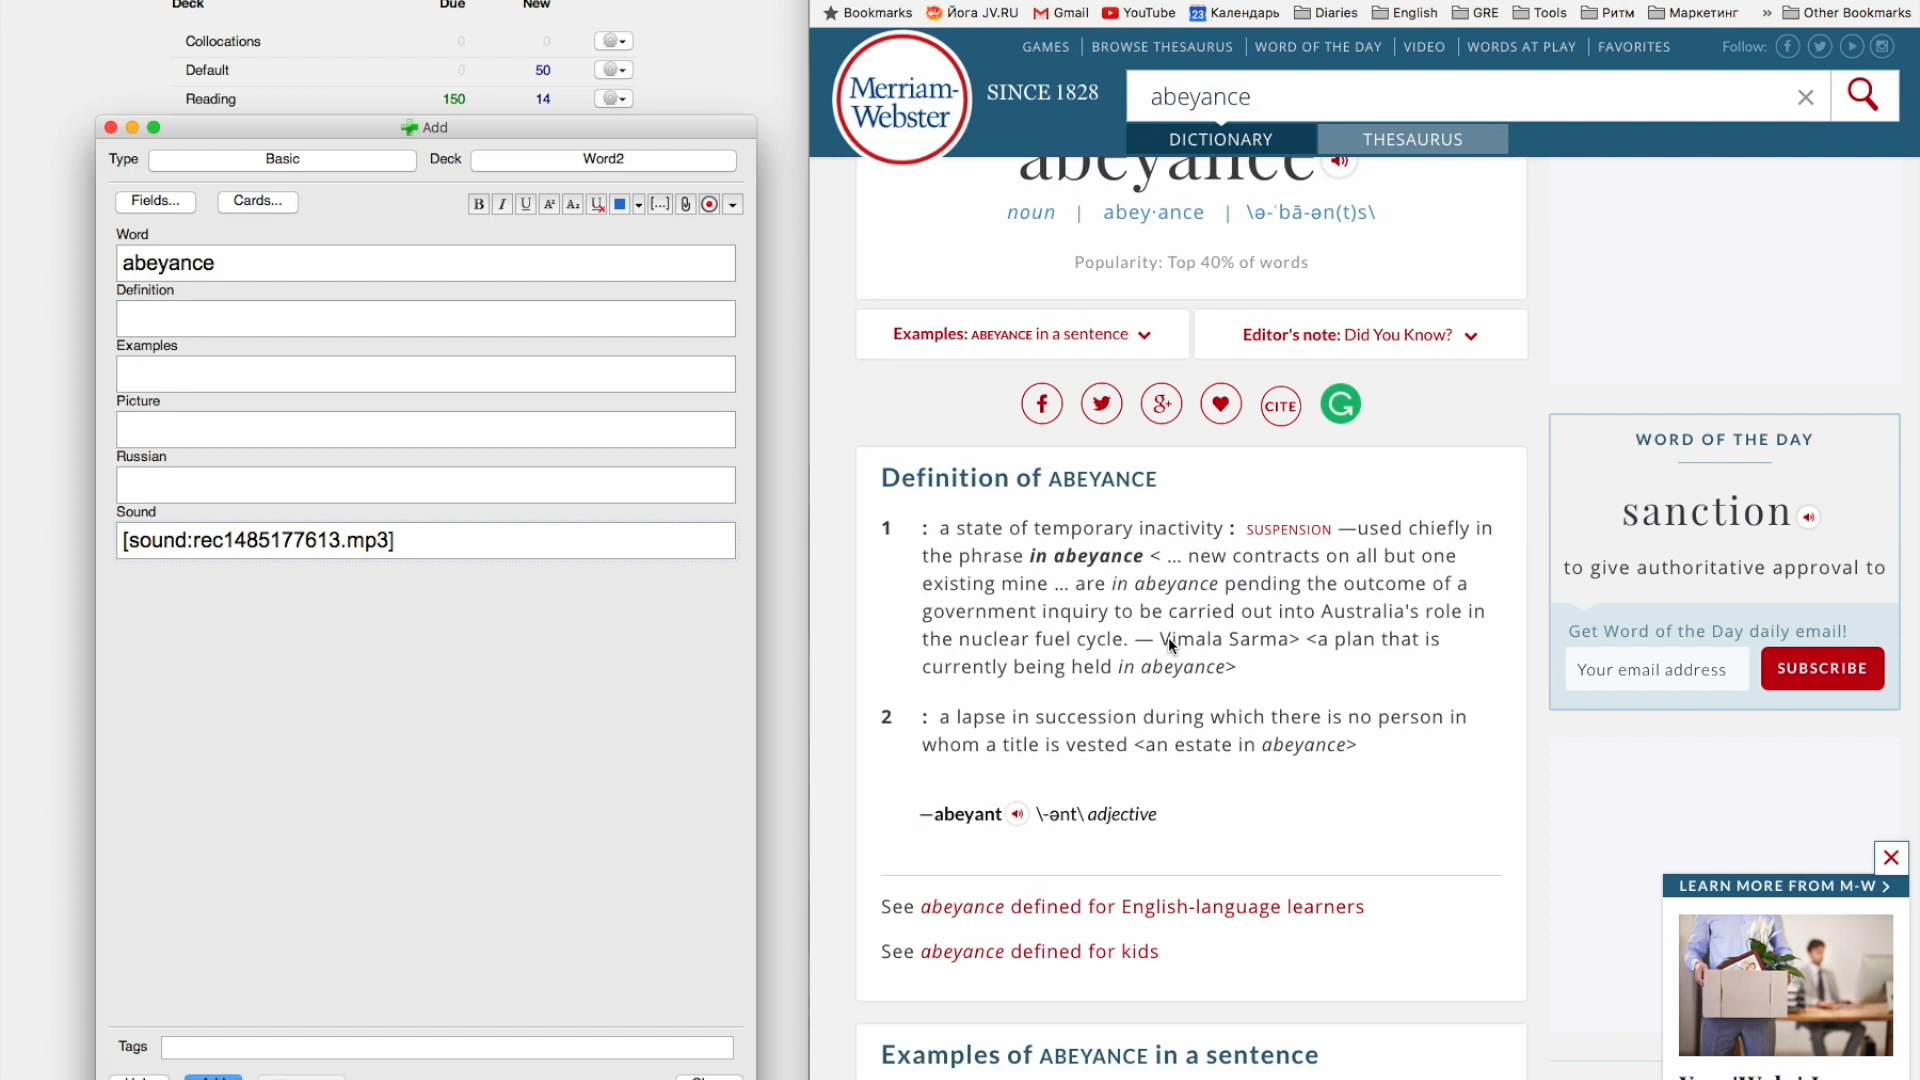 Deck Due New
Collocations 0 0
Default 0 50
Reading 150 14
Add
Type Basic Deck Word2
Fields... Cards...
B I U A² A₂ U [...]
Word
abeyance
Definition
Examples
Picture
Russian
Sound
[sound:rec1485177613.mp3]
Tags
Bookmarks Йога JV.RU Gmail YouTube 23 Календарь Diaries English GRE Tools Ритм Маркетинг » Other Bookmarks
GAMES BROWSE THESAURUS WORD OF THE DAY VIDEO WORDS AT PLAY FAVORITES Follow:
Merriam-
Webster
SINCE 1828
abeyance
DICTIONARY THESAURUS
abeyance
noun | abey·ance | \ə-ˈbā-ən(t)s\
Popularity: Top 40% of words
Examples: ABEYANCE in a sentence
Editor's note: Did You Know?
f g+ CITE G
Definition of ABEYANCE
1 : a state of temporary inactivity : SUSPENSION —used chiefly in
the phrase in abeyance < ... new contracts on all but one
existing mine ... are in abeyance pending the outcome of a
government inquiry to be carried out into Australia's role in
the nuclear fuel cycle. — Vimala Sarma> <a plan that is
currently being held in abeyance>
2 : a lapse in succession during which there is no person in
whom a title is vested <an estate in abeyance>
—abeyant \-ənt\ adjective
See abeyance defined for English-language learners
See abeyance defined for kids
Examples of ABEYANCE in a sentence
WORD OF THE DAY
sanction
to give authoritative approval to
Get Word of the Day daily email!
Your email address SUBSCRIBE
LEARN MORE FROM M-W >